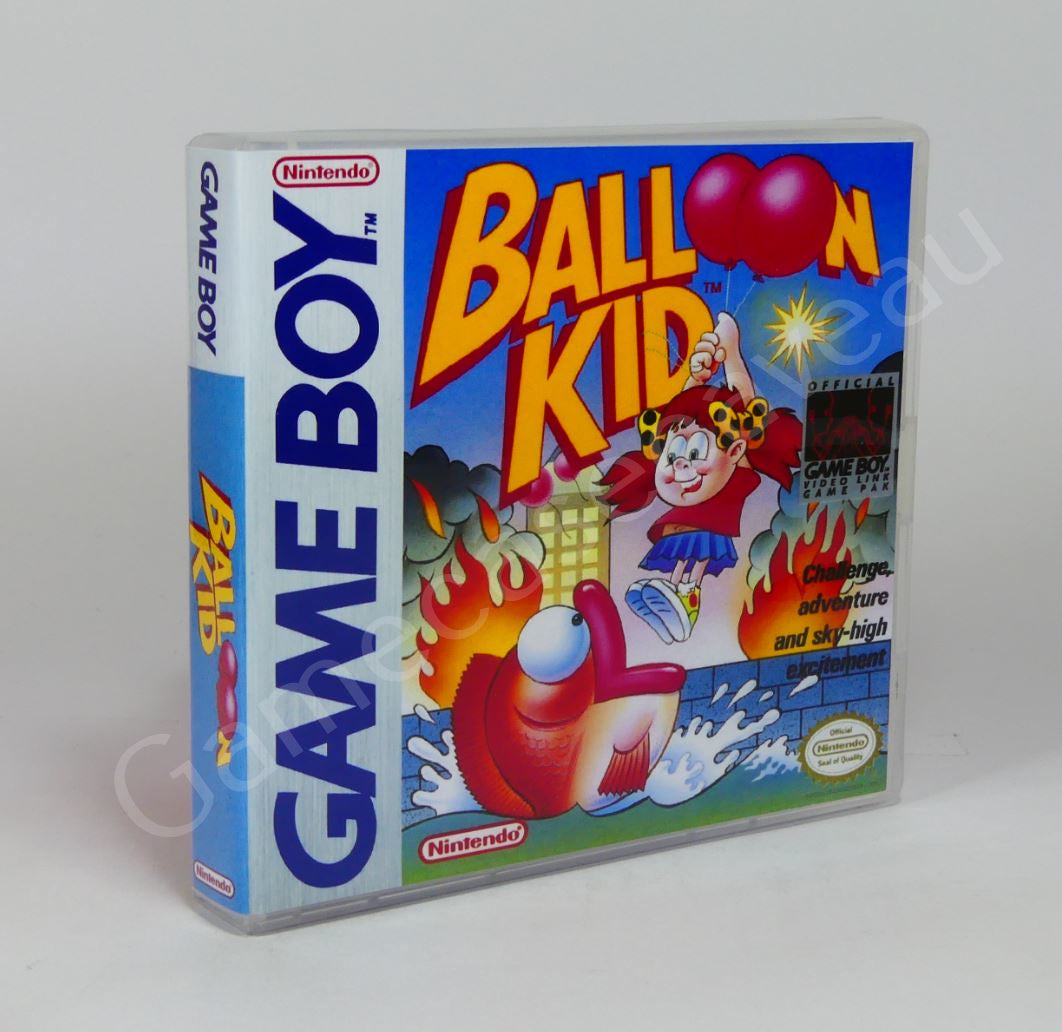 GAME BOY
BALLOON
KID
Nintendo
Nintendo®
GAME BOY™
BALLOON
KID™
OFFICIAL
GAME BOY™
VIDEO LINK
GAME PAK
Challenge,
adventure
and sky-high
excitement
Official
Nintendo
Seal of Quality
Nintendo®